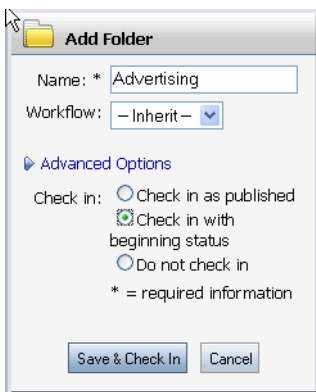 Add Folder
Name: * Advertising
Workflow: – Inherit –
Advanced Options
Check in: Check in as published
Check in with
beginning status
Do not check in
* = required information
Save & Check In Cancel